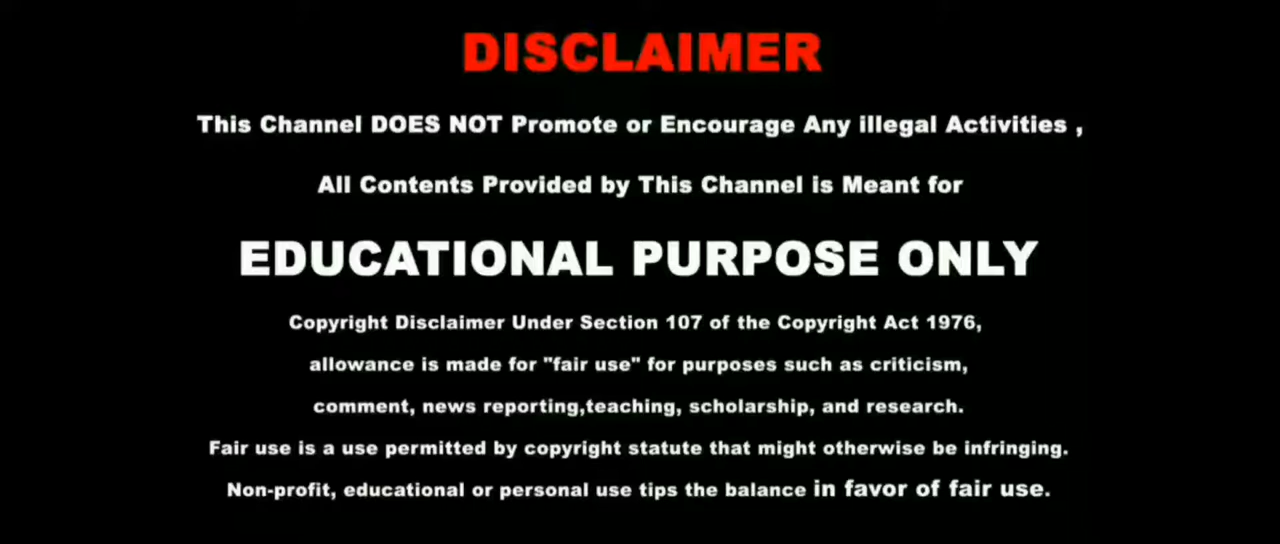 DISCLAIMER
This Channel DOES NOT Promote or Encourage Any illegal Activities ,
All Contents Provided by This Channel is Meant for
EDUCATIONAL PURPOSE ONLY
Copyright Disclaimer Under Section 107 of the Copyright Act 1976,
allowance is made for "fair use" for purposes such as criticism,
comment, news reporting,teaching, scholarship, and research.
Fair use is a use permitted by copyright statute that might otherwise be infringing.
Non-profit, educational or personal use tips the balance in favor of fair use.